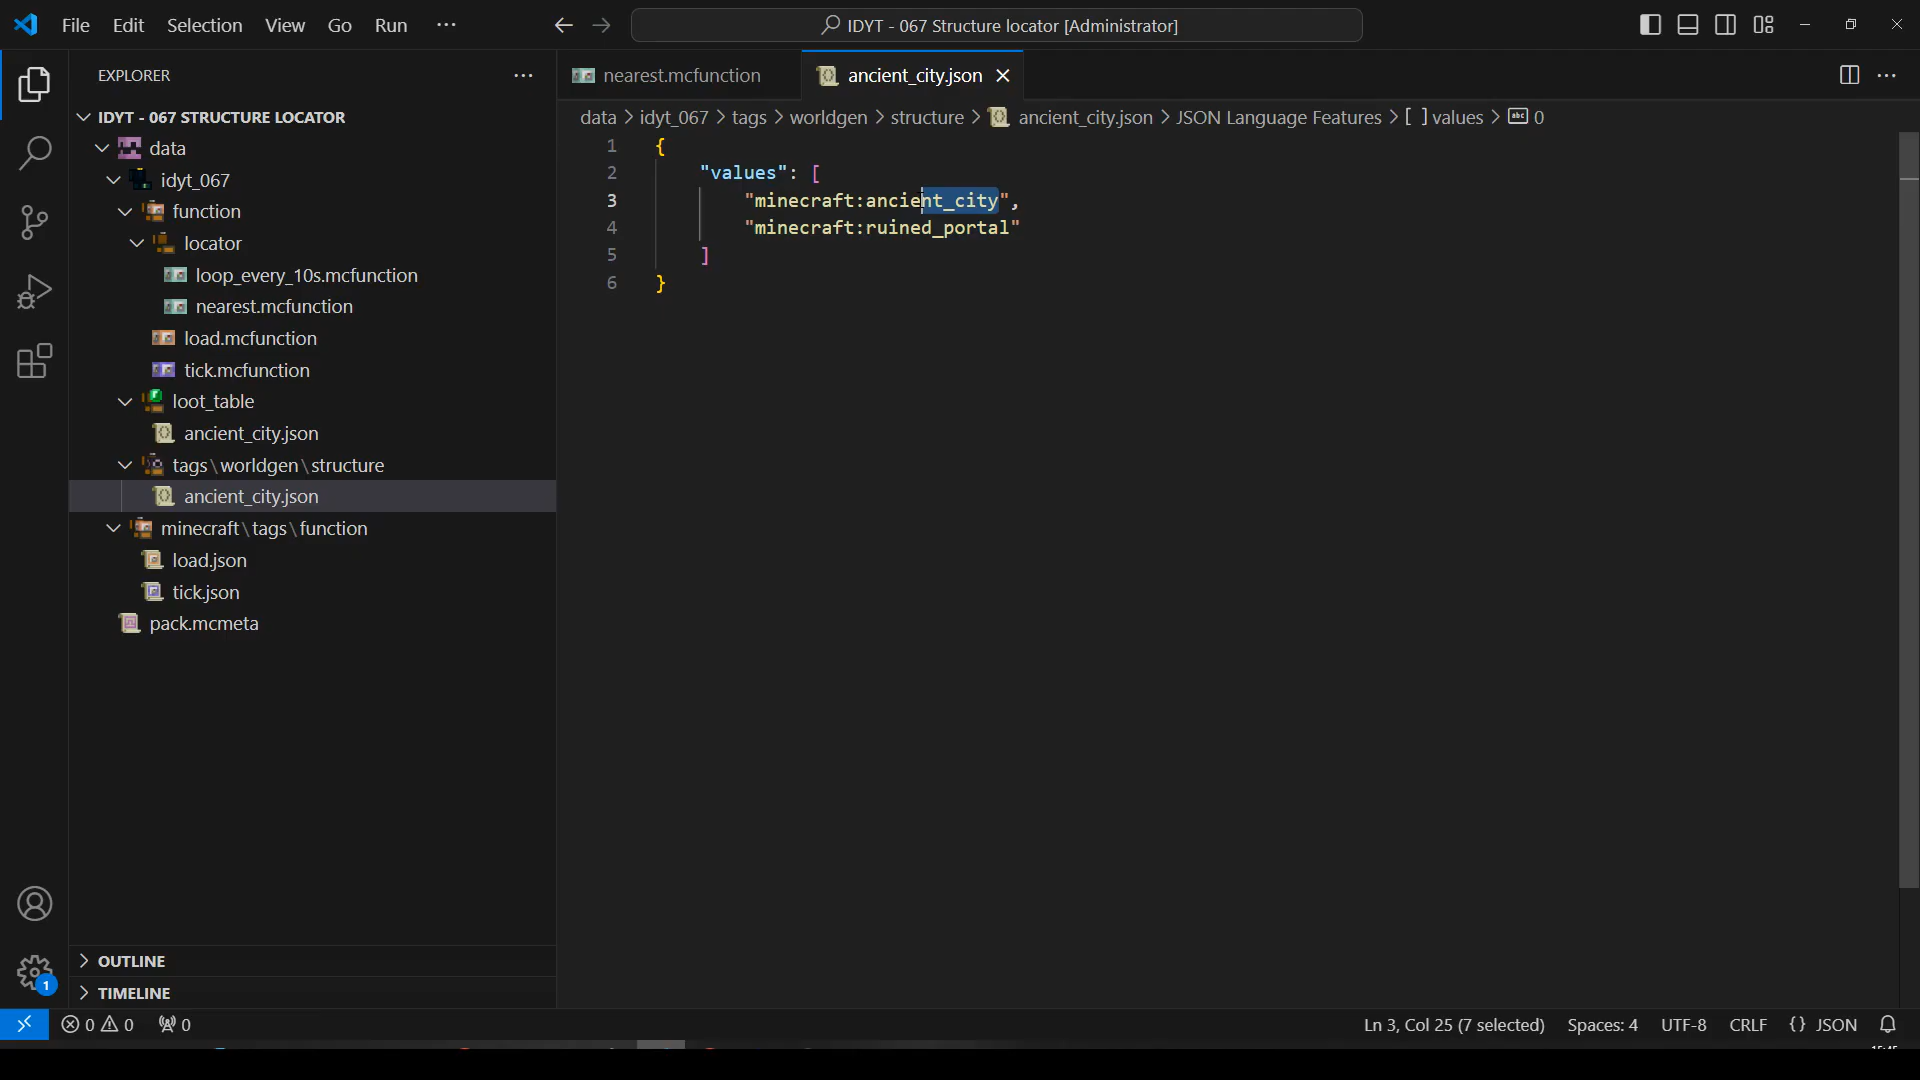 File Edit Selection View Go Run ···
IDYT - 067 Structure locator [Administrator]
EXPLORER
nearest.mcfunction
ancient_city.json
IDYT - 067 STRUCTURE LOCATOR
data > idyt_067 > tags > worldgen > structure > ancient_city.json > JSON Language Features > [ ] values > abc 0
data
idyt_067
function
locator
loop_every_10s.mcfunction
nearest.mcfunction
load.mcfunction
tick.mcfunction
loot_table
ancient_city.json
tags\worldgen\structure
ancient_city.json
minecraft\tags\function
load.json
tick.json
pack.mcmeta
1 {
2 "values": [
3 "minecraft:ancient_city",
4 "minecraft:ruined_portal"
5 ]
6 }
OUTLINE
TIMELINE
1
0 0 0
Ln 3, Col 25 (7 selected) Spaces: 4 UTF-8 CRLF {} JSON